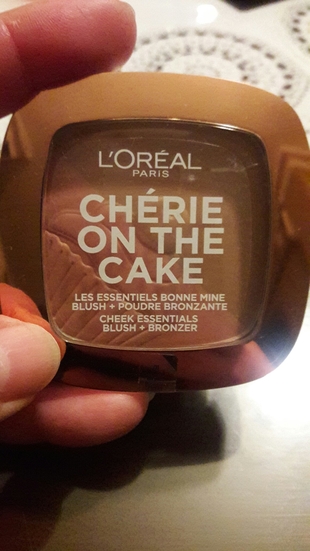 L'ORÉAL
PARIS
CHÉRIE
ON THE
CAKE
LES ESSENTIELS BONNE MINE
BLUSH + POUDRE BRONZANTE
CHEEK ESSENTIALS
BLUSH + BRONZER